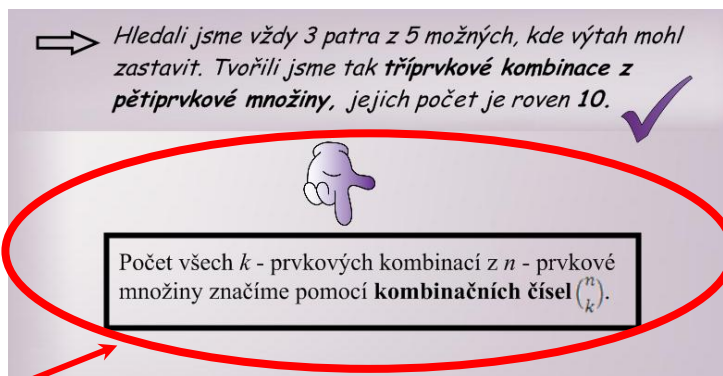 Hledali jsme vždy 3 patra z 5 možných, kde výtah mohl
zastavit. Tvořili jsme tak tříprvkové kombinace z
pětiprvkové množiny, jejich počet je roven 10.
Počet všech k - prvkových kombinací z n - prvkové
množiny značíme pomocí kombinačních čísel (n k).